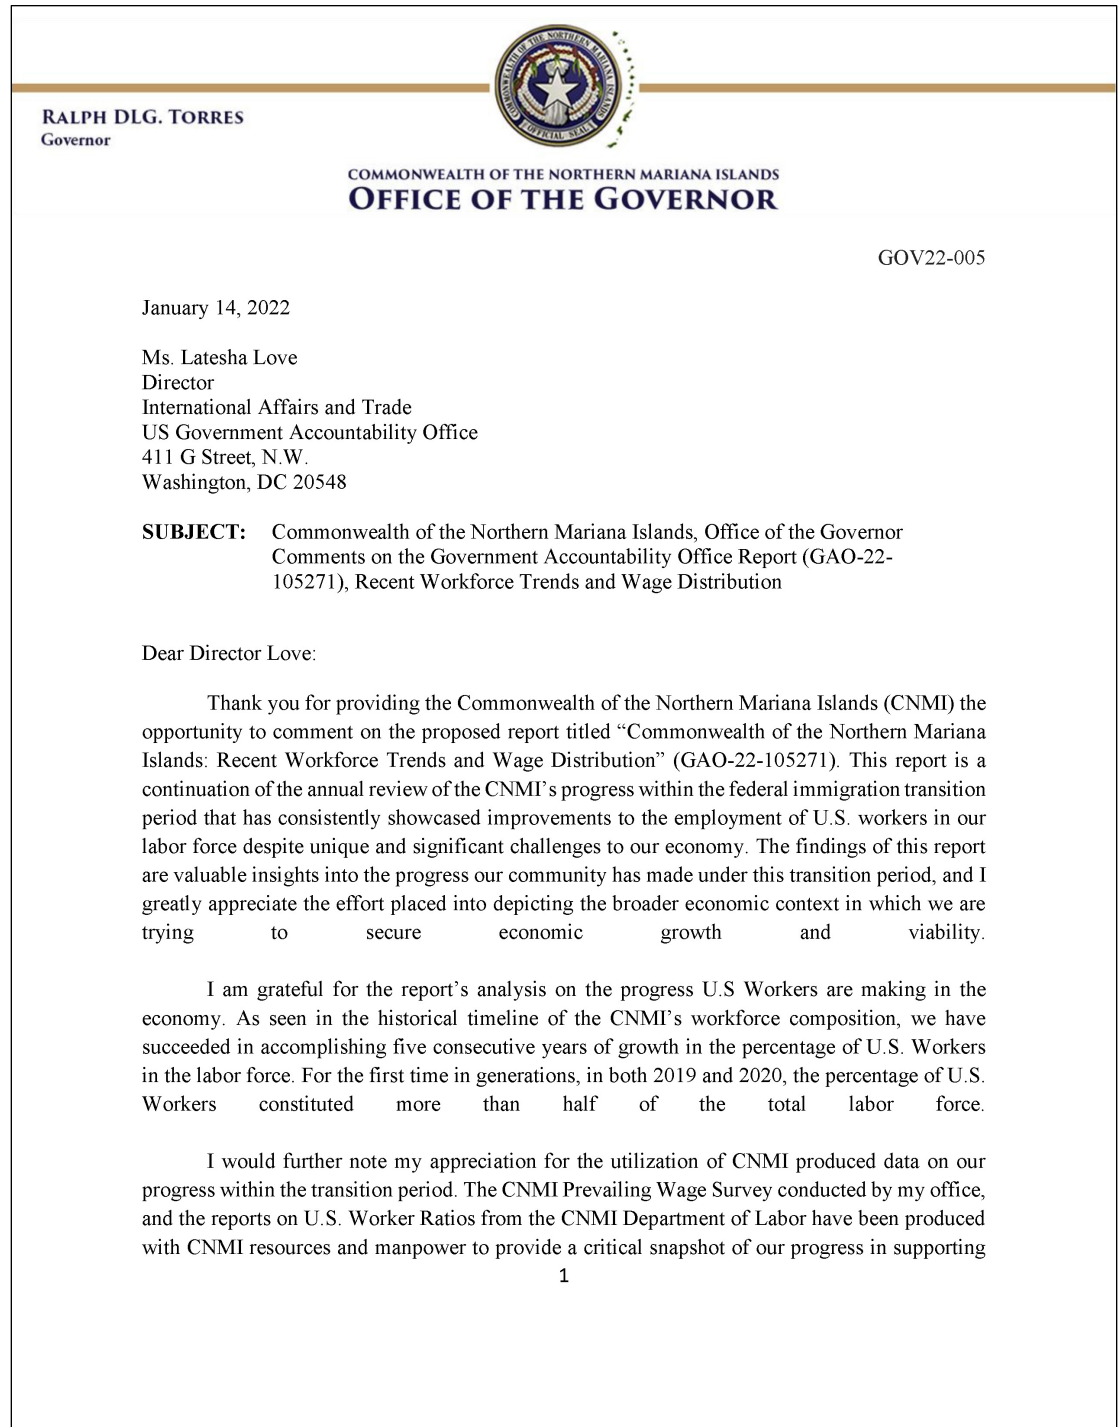 COMMONWEALTH OF THE NORTHERN MARIANA ISLANDS
OFFICIAL SEAL
RALPH DLG. TORRES
Governor
COMMONWEALTH OF THE NORTHERN MARIANA ISLANDS
OFFICE OF THE GOVERNOR
GOV22-005
January 14, 2022
Ms. Latesha Love
Director
International Affairs and Trade
US Government Accountability Office
411 G Street, N.W.
Washington, DC 20548
SUBJECT: Commonwealth of the Northern Mariana Islands, Office of the Governor
Comments on the Government Accountability Office Report (GAO-22-
105271), Recent Workforce Trends and Wage Distribution
Dear Director Love:
Thank you for providing the Commonwealth of the Northern Mariana Islands (CNMI) the
opportunity to comment on the proposed report titled “Commonwealth of the Northern Mariana
Islands: Recent Workforce Trends and Wage Distribution” (GAO-22-105271). This report is a
continuation of the annual review of the CNMI’s progress within the federal immigration transition
period that has consistently showcased improvements to the employment of U.S. workers in our
labor force despite unique and significant challenges to our economy. The findings of this report
are valuable insights into the progress our community has made under this transition period, and I
greatly appreciate the effort placed into depicting the broader economic context in which we are
trying to secure economic growth and viability.
I am grateful for the report’s analysis on the progress U.S Workers are making in the
economy. As seen in the historical timeline of the CNMI’s workforce composition, we have
succeeded in accomplishing five consecutive years of growth in the percentage of U.S. Workers
in the labor force. For the first time in generations, in both 2019 and 2020, the percentage of U.S.
Workers constituted more than half of the total labor force.
I would further note my appreciation for the utilization of CNMI produced data on our
progress within the transition period. The CNMI Prevailing Wage Survey conducted by my office,
and the reports on U.S. Worker Ratios from the CNMI Department of Labor have been produced
with CNMI resources and manpower to provide a critical snapshot of our progress in supporting
1